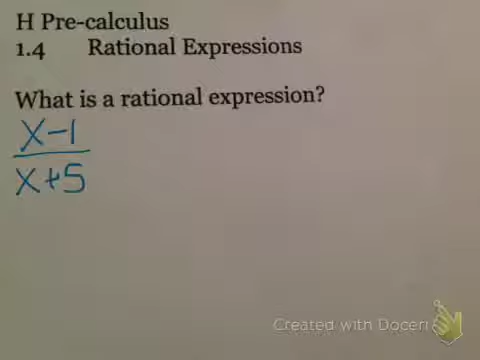 H Pre-calculus
1.4 Rational Expressions
What is a rational expression?
x-1
x+5
Created with Doceri